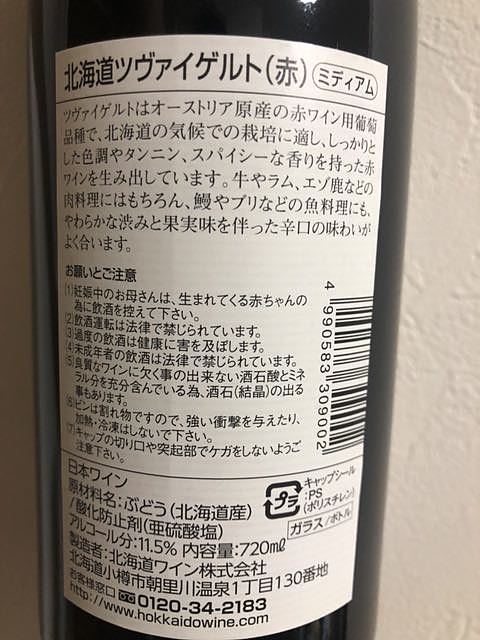 北海道ツヴァイゲルト(赤) ミディアム
ツヴァイゲルトはオーストリア原産の赤ワイン用葡萄
品種で、北海道の気候での栽培に適し、しっかりと
した色調やタンニン、スパイシーな香りを持った赤
ワインを生み出しています。牛やラム、エゾ鹿などの
肉料理にはもちろん、鰻やブリなどの魚料理にも、
やわらかな渋みと果実味を伴った辛口の味わいが
よく合います。
お願いとご注意
(1)妊娠中のお母さんは、生まれてくる赤ちゃんの
為に飲酒を控えて下さい。
(2)飲酒運転は法律で禁じられています。
(3)過度の飲酒は健康に害を及ぼします。
(4)未成年者の飲酒は法律で禁じられています。
(5)良質なワインに欠く事の出来ない酒石酸とミネ
ラル分を充分含んでいる為、酒石(結晶)の出る
事もあります。
(6)ビンは割れ物ですので、強い衝撃を与えたり、
加熱・冷凍はしないで下さい。
(7)キャップの切り口や突起部でケガをしないようご
注意下さい。
4 990583 309002
日本ワイン
原材料名:ぶどう(北海道産)
/酸化防止剤(亜硫酸塩)
アルコール分:11.5% 内容量:720ml
製造者:北海道ワイン株式会社
北海道小樽市朝里川温泉1丁目130番地
お客様窓口 0120-34-2183
www.hokkaidowine.com
プラ
キャップシール
:PS
(ポリスチレン)
ガラス/ボトル